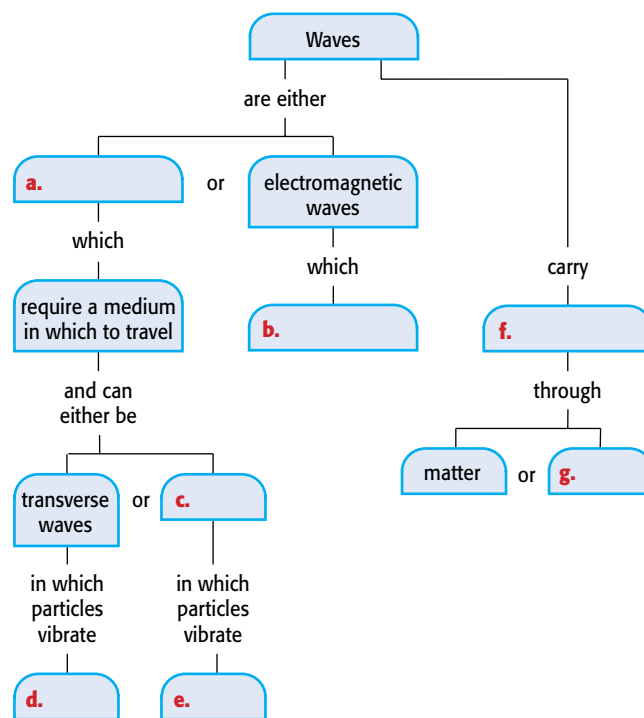 Waves
are either
a.
or
electromagnetic
waves
which
which
carry
require a medium
in which to travel
b.
f.
and can
either be
through
transverse
waves
or
c.
matter
or
g.
in which
particles
vibrate
in which
particles
vibrate
d.
e.